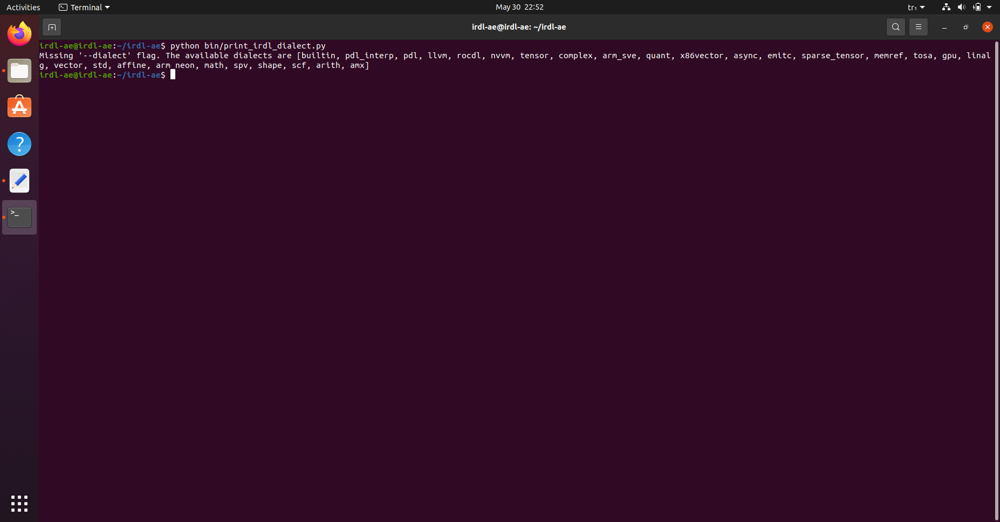 Activities
Terminal
May 30 22:52
tr₁
irdl-ae@irdl-ae: ~/irdl-ae
irdl-ae@irdl-ae:~/irdl-ae$ python bin/print_irdl_dialect.py
Missing '--dialect' flag. The available dialects are [builtin, pdl_interp, pdl, llvm, rocdl, nvvm, tensor, complex, arm_sve, quant, x86vector, async, emitc, sparse_tensor, memref, tosa, gpu, linal
g, vector, std, affine, arm_neon, math, spv, shape, scf, arith, amx]
irdl-ae@irdl-ae:~/irdl-ae$